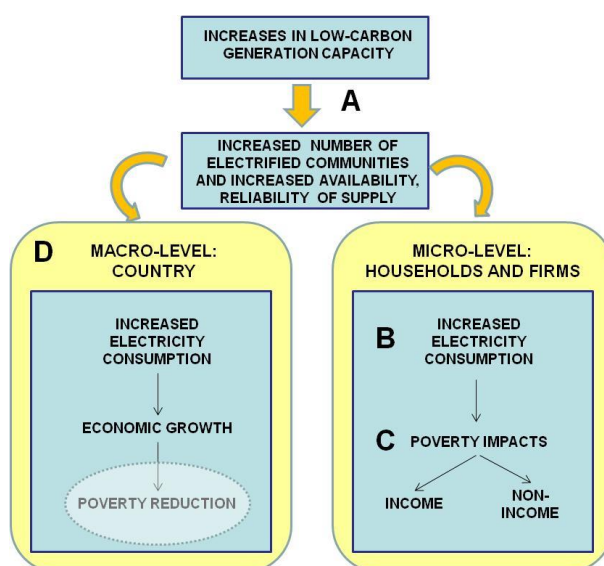 INCREASES IN LOW-CARBON
GENERATION CAPACITY
A
INCREASED NUMBER OF
ELECTRIFIED COMMUNITIES
AND INCREASED AVAILABILITY,
RELIABILITY OF SUPPLY
D
MACRO-LEVEL:
COUNTRY
INCREASED
ELECTRICITY
CONSUMPTION
ECONOMIC GROWTH
POVERTY REDUCTION
MICRO-LEVEL:
HOUSEHOLDS AND FIRMS
B
INCREASED
ELECTRICITY
CONSUMPTION
C
POVERTY IMPACTS
INCOME
NON-
INCOME